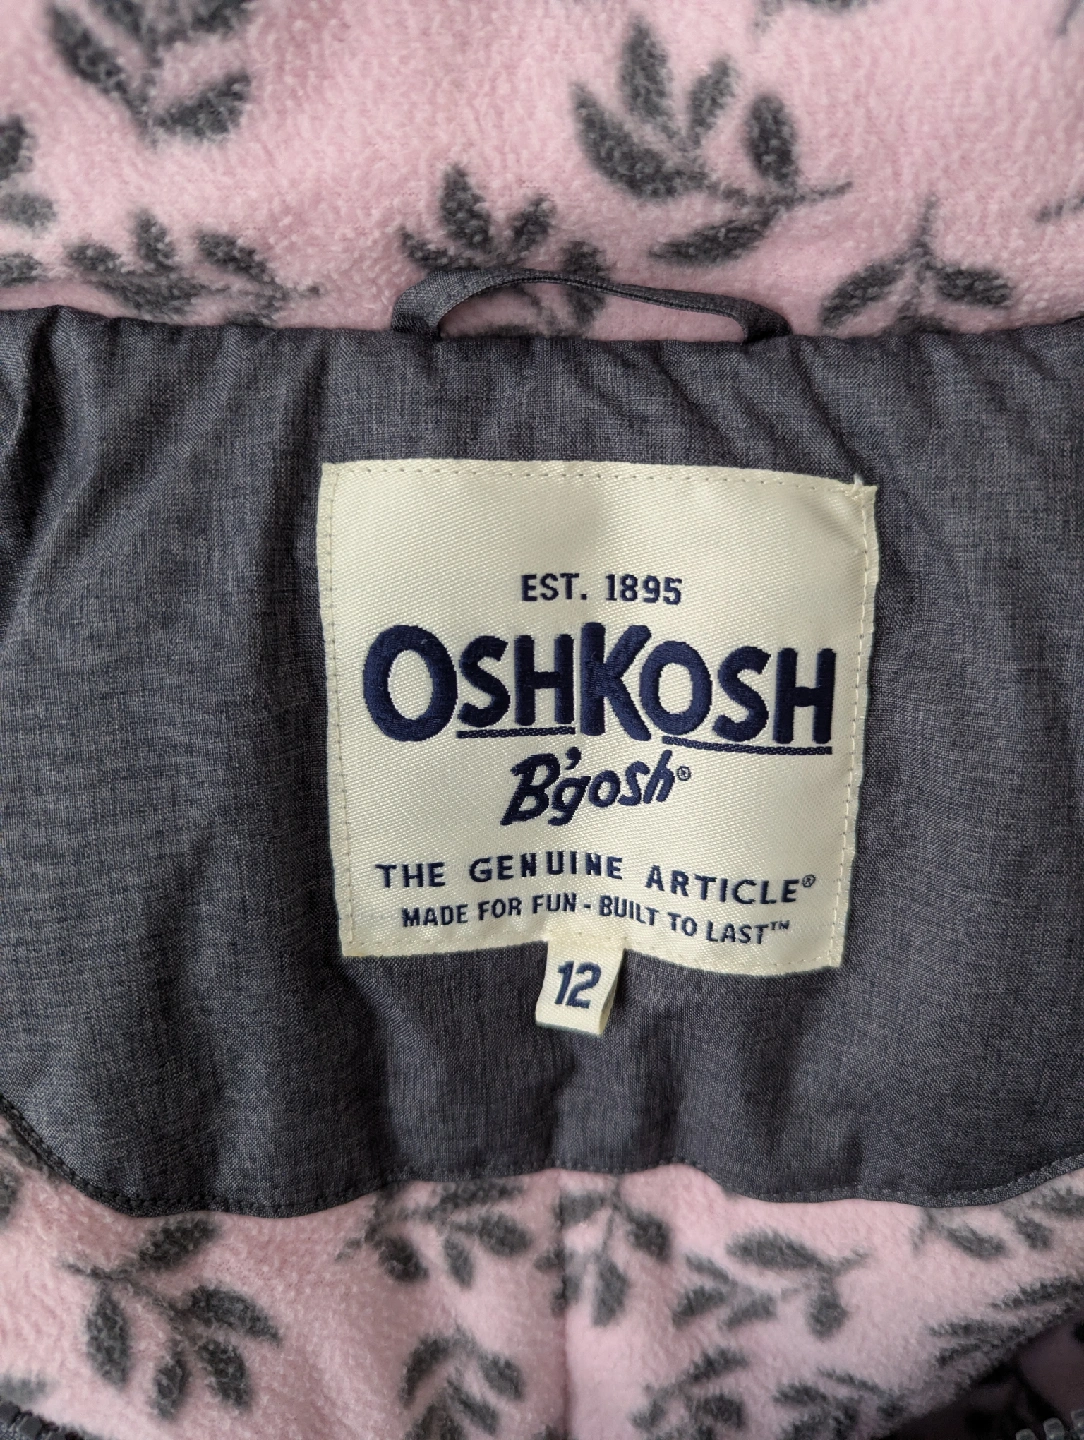 EST. 1895
OSHKOSH
B'gosh®
THE GENUINE ARTICLE®
MADE FOR FUN - BUILT TO LAST™
12